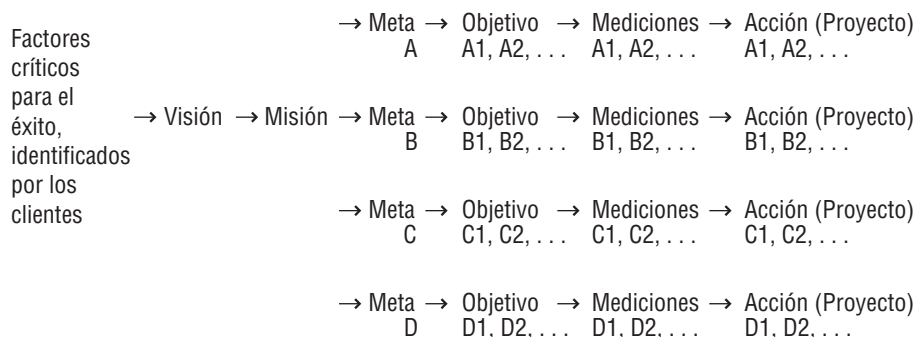 Factores
críticos
para el
éxito,
identificados
por los
clientes
→ Visión → Misión
→ Meta → Objetivo → Mediciones → Acción (Proyecto)
A A1, A2, . . . A1, A2, . . . A1, A2, . . .
→ Meta → Objetivo → Mediciones → Acción (Proyecto)
B B1, B2, . . . B1, B2, . . . B1, B2, . . .
→ Meta → Objetivo → Mediciones → Acción (Proyecto)
C C1, C2, . . . C1, C2, . . . C1, C2, . . .
→ Meta → Objetivo → Mediciones → Acción (Proyecto)
D D1, D2, . . . D1, D2, . . . D1, D2, . . .